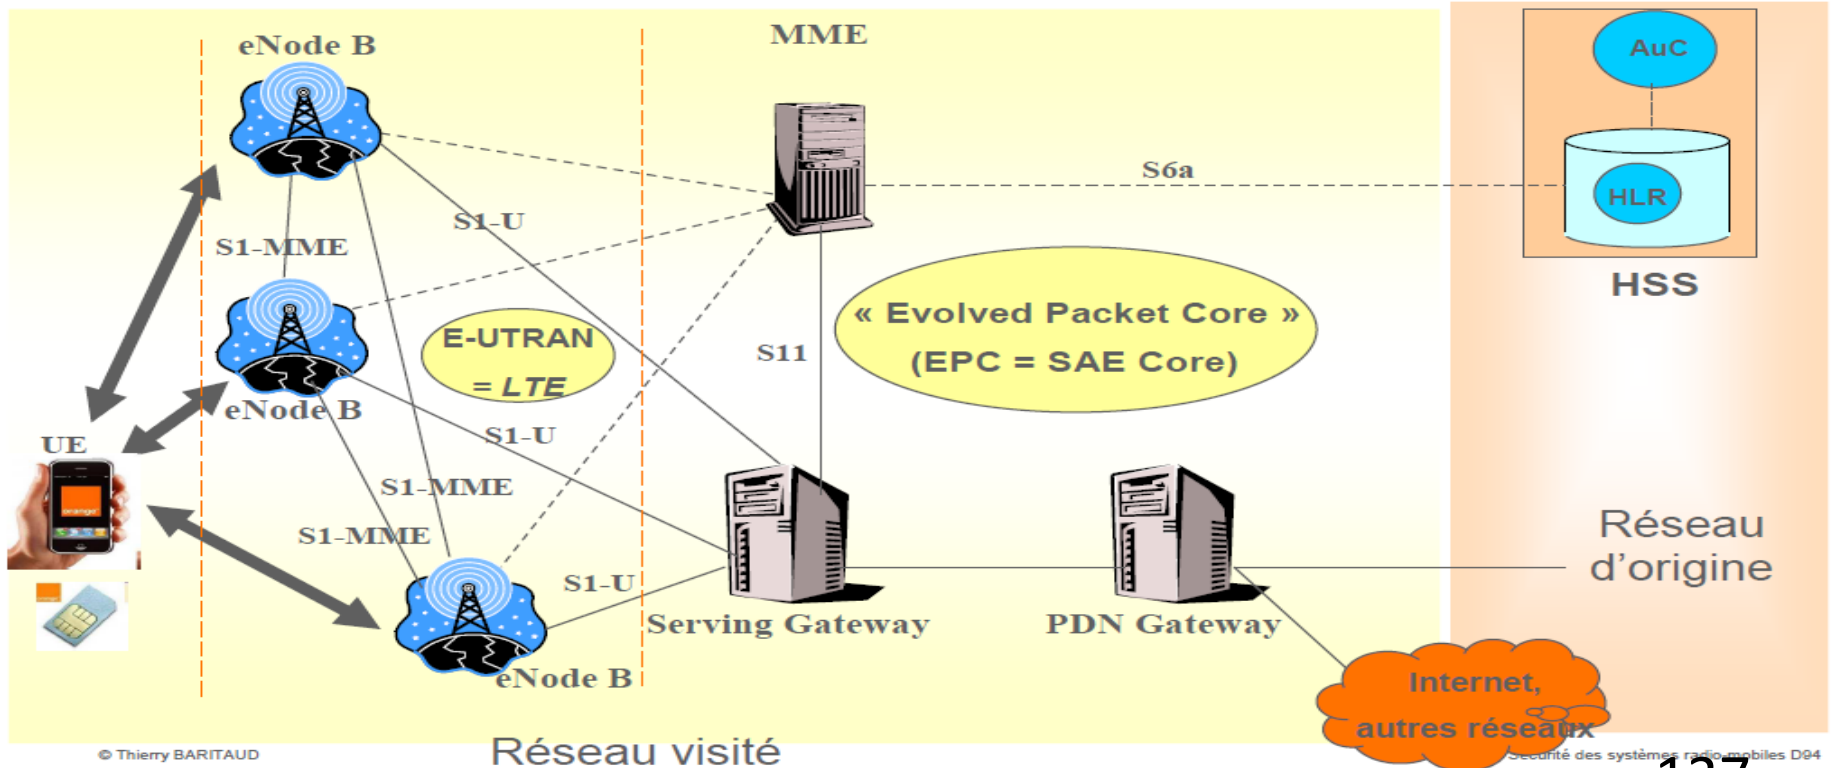 eNode B
MME
AuC
S6a
HLR
S1-U
S1-MME
HSS
« Evolved Packet Core »
(EPC = SAE Core)
E-UTRAN
= LTE
S11
eNode B
UE
S1-U
orange
S1-MME
S1-MME
Réseau
d’origine
S1-U
Serving Gateway
PDN Gateway
eNode B
Internet,
autres réseaux
© Thierry BARITAUD
Réseau visité
Sécurité des systèmes radio-mobiles D94
137